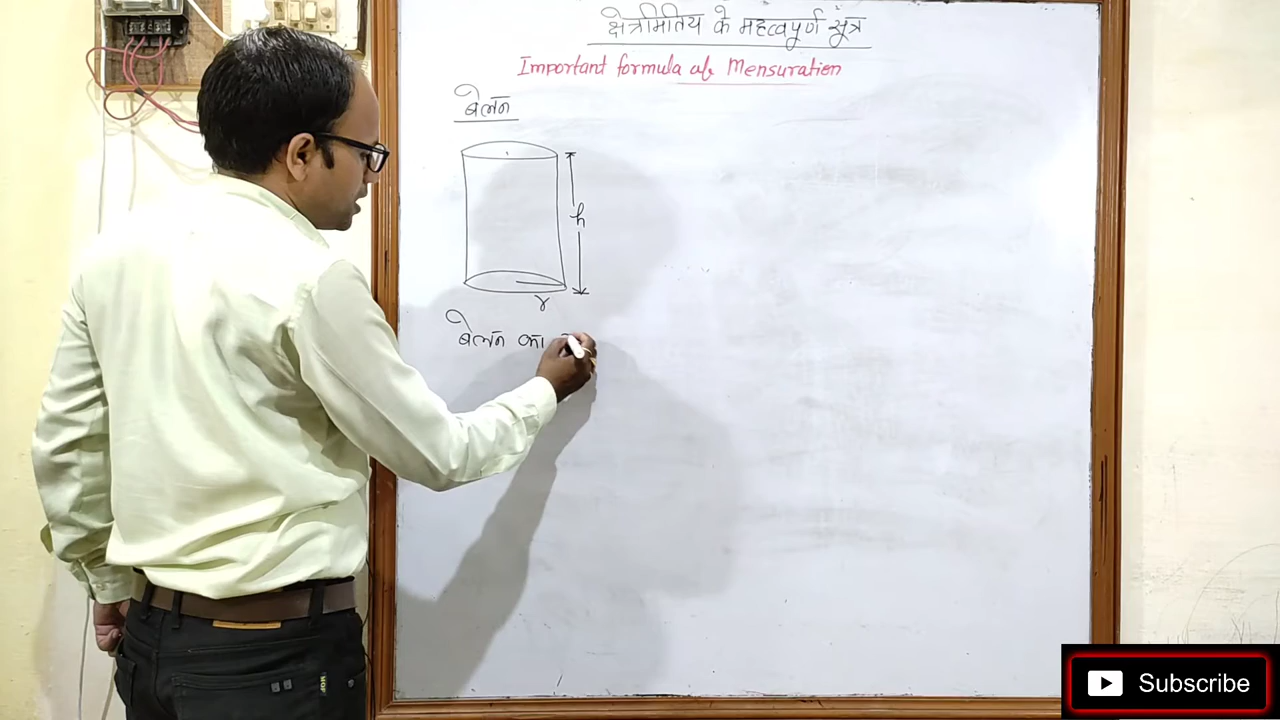 क्षेत्रमितिय के महत्वपूर्ण सूत्र
Important formula of Mensuration
बेलन
h
r
बेलन का
Subscribe